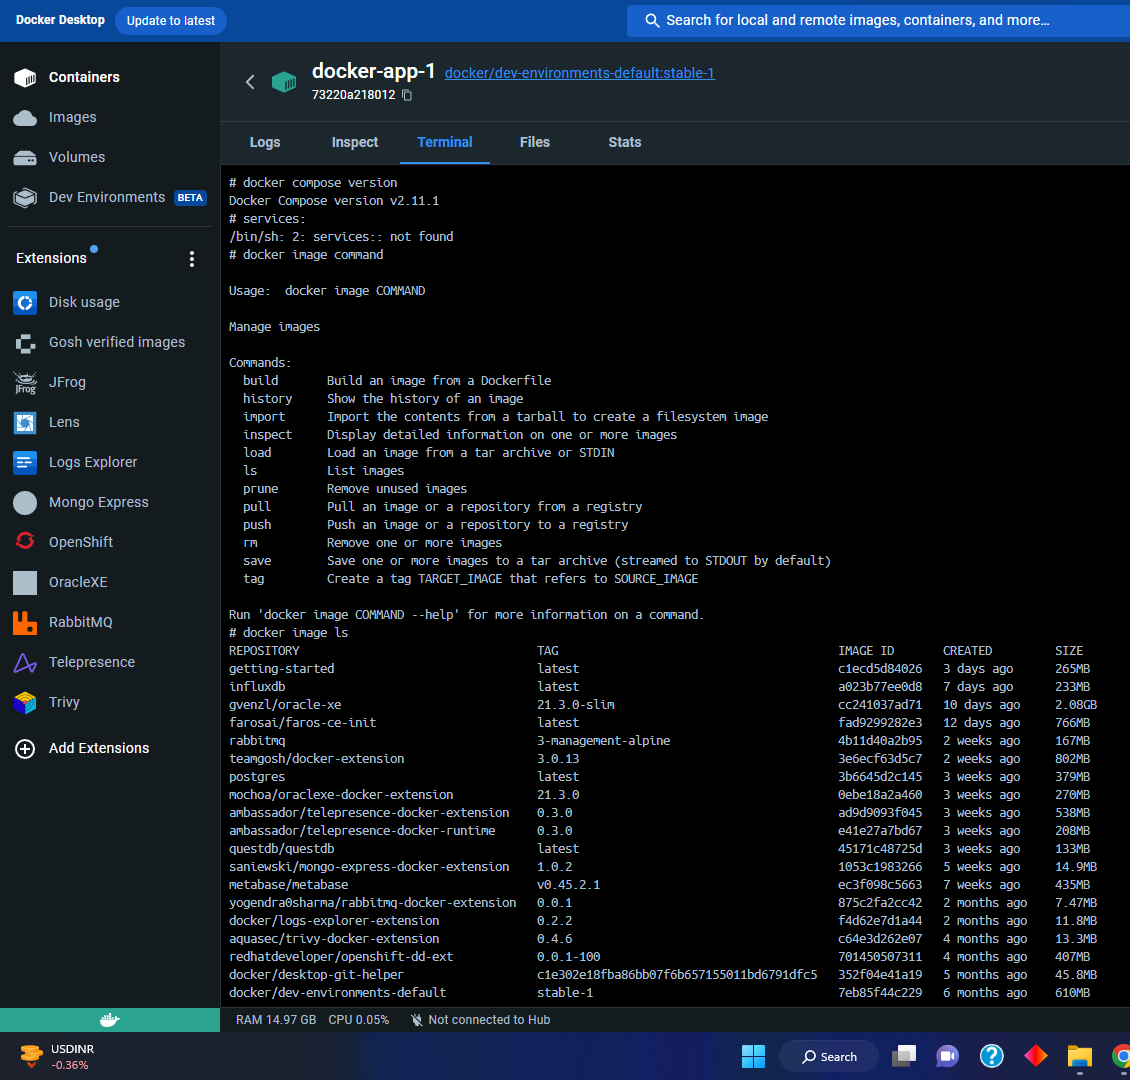 Docker Desktop
Update to latest
Search for local and remote images, containers, and more...
Containers
Images
Volumes
Dev Environments BETA
Extensions
Disk usage
Gosh verified images
JFrog
JFrog
Lens
Logs Explorer
Mongo Express
OpenShift
OracleXE
RabbitMQ
Telepresence
Trivy
Add Extensions
docker-app-1 docker/dev-environments-default:stable-1
73220a218012
Logs Inspect Terminal Files Stats
# docker compose version
Docker Compose version v2.11.1
# services:
/bin/sh: 2: services:: not found
# docker image command
Usage:  docker image COMMAND
Manage images
Commands:
  build       Build an image from a Dockerfile
  history     Show the history of an image
  import      Import the contents from a tarball to create a filesystem image
  inspect     Display detailed information on one or more images
  load        Load an image from a tar archive or STDIN
  ls          List images
  prune       Remove unused images
  pull        Pull an image or a repository from a registry
  push        Push an image or a repository to a registry
  rm          Remove one or more images
  save        Save one or more images to a tar archive (streamed to STDOUT by default)
  tag         Create a tag TARGET_IMAGE that refers to SOURCE_IMAGE
Run 'docker image COMMAND --help' for more information on a command.
# docker image ls
REPOSITORY TAG IMAGE ID CREATED SIZE
getting-started latest c1ecd5d84026 3 days ago 265MB
influxdb latest a023b77ee0d8 7 days ago 233MB
gvenzl/oracle-xe 21.3.0-slim cc241037ad71 10 days ago 2.08GB
farosai/faros-ce-init latest fad9299282e3 12 days ago 766MB
rabbitmq 3-management-alpine 4b11d40a2b95 2 weeks ago 167MB
teamgosh/docker-extension 3.0.13 3e6ecf63d5c7 2 weeks ago 802MB
postgres latest 3b6645d2c145 3 weeks ago 379MB
mochoa/oraclexe-docker-extension 21.3.0 0ebe18a2a460 3 weeks ago 270MB
ambassador/telepresence-docker-extension 0.3.0 ad9d9093f045 3 weeks ago 538MB
ambassador/telepresence-docker-runtime 0.3.0 e41e27a7bd67 3 weeks ago 208MB
questdb/questdb latest 45171c48725d 3 weeks ago 133MB
saniewski/mongo-express-docker-extension 1.0.2 1053c1983266 5 weeks ago 14.9MB
metabase/metabase v0.45.2.1 ec3f098c5663 7 weeks ago 435MB
yogendra0sharma/rabbitmq-docker-extension 0.0.1 875c2fa2cc42 2 months ago 7.47MB
docker/logs-explorer-extension 0.2.2 f4d62e7d1a44 2 months ago 11.8MB
aquasec/trivy-docker-extension 0.4.6 c64e3d262e07 4 months ago 13.3MB
redhatdeveloper/openshift-dd-ext 0.0.1-100 701450507311 4 months ago 407MB
docker/desktop-git-helper c1e302e18fba86bb07f6b657155011bd6791dfc5 352f04e41a19 5 months ago 45.8MB
docker/dev-environments-default stable-1 7eb85f44c229 6 months ago 610MB
RAM 14.97 GB CPU 0.05% Not connected to Hub
USDINR
-0.36%
Search